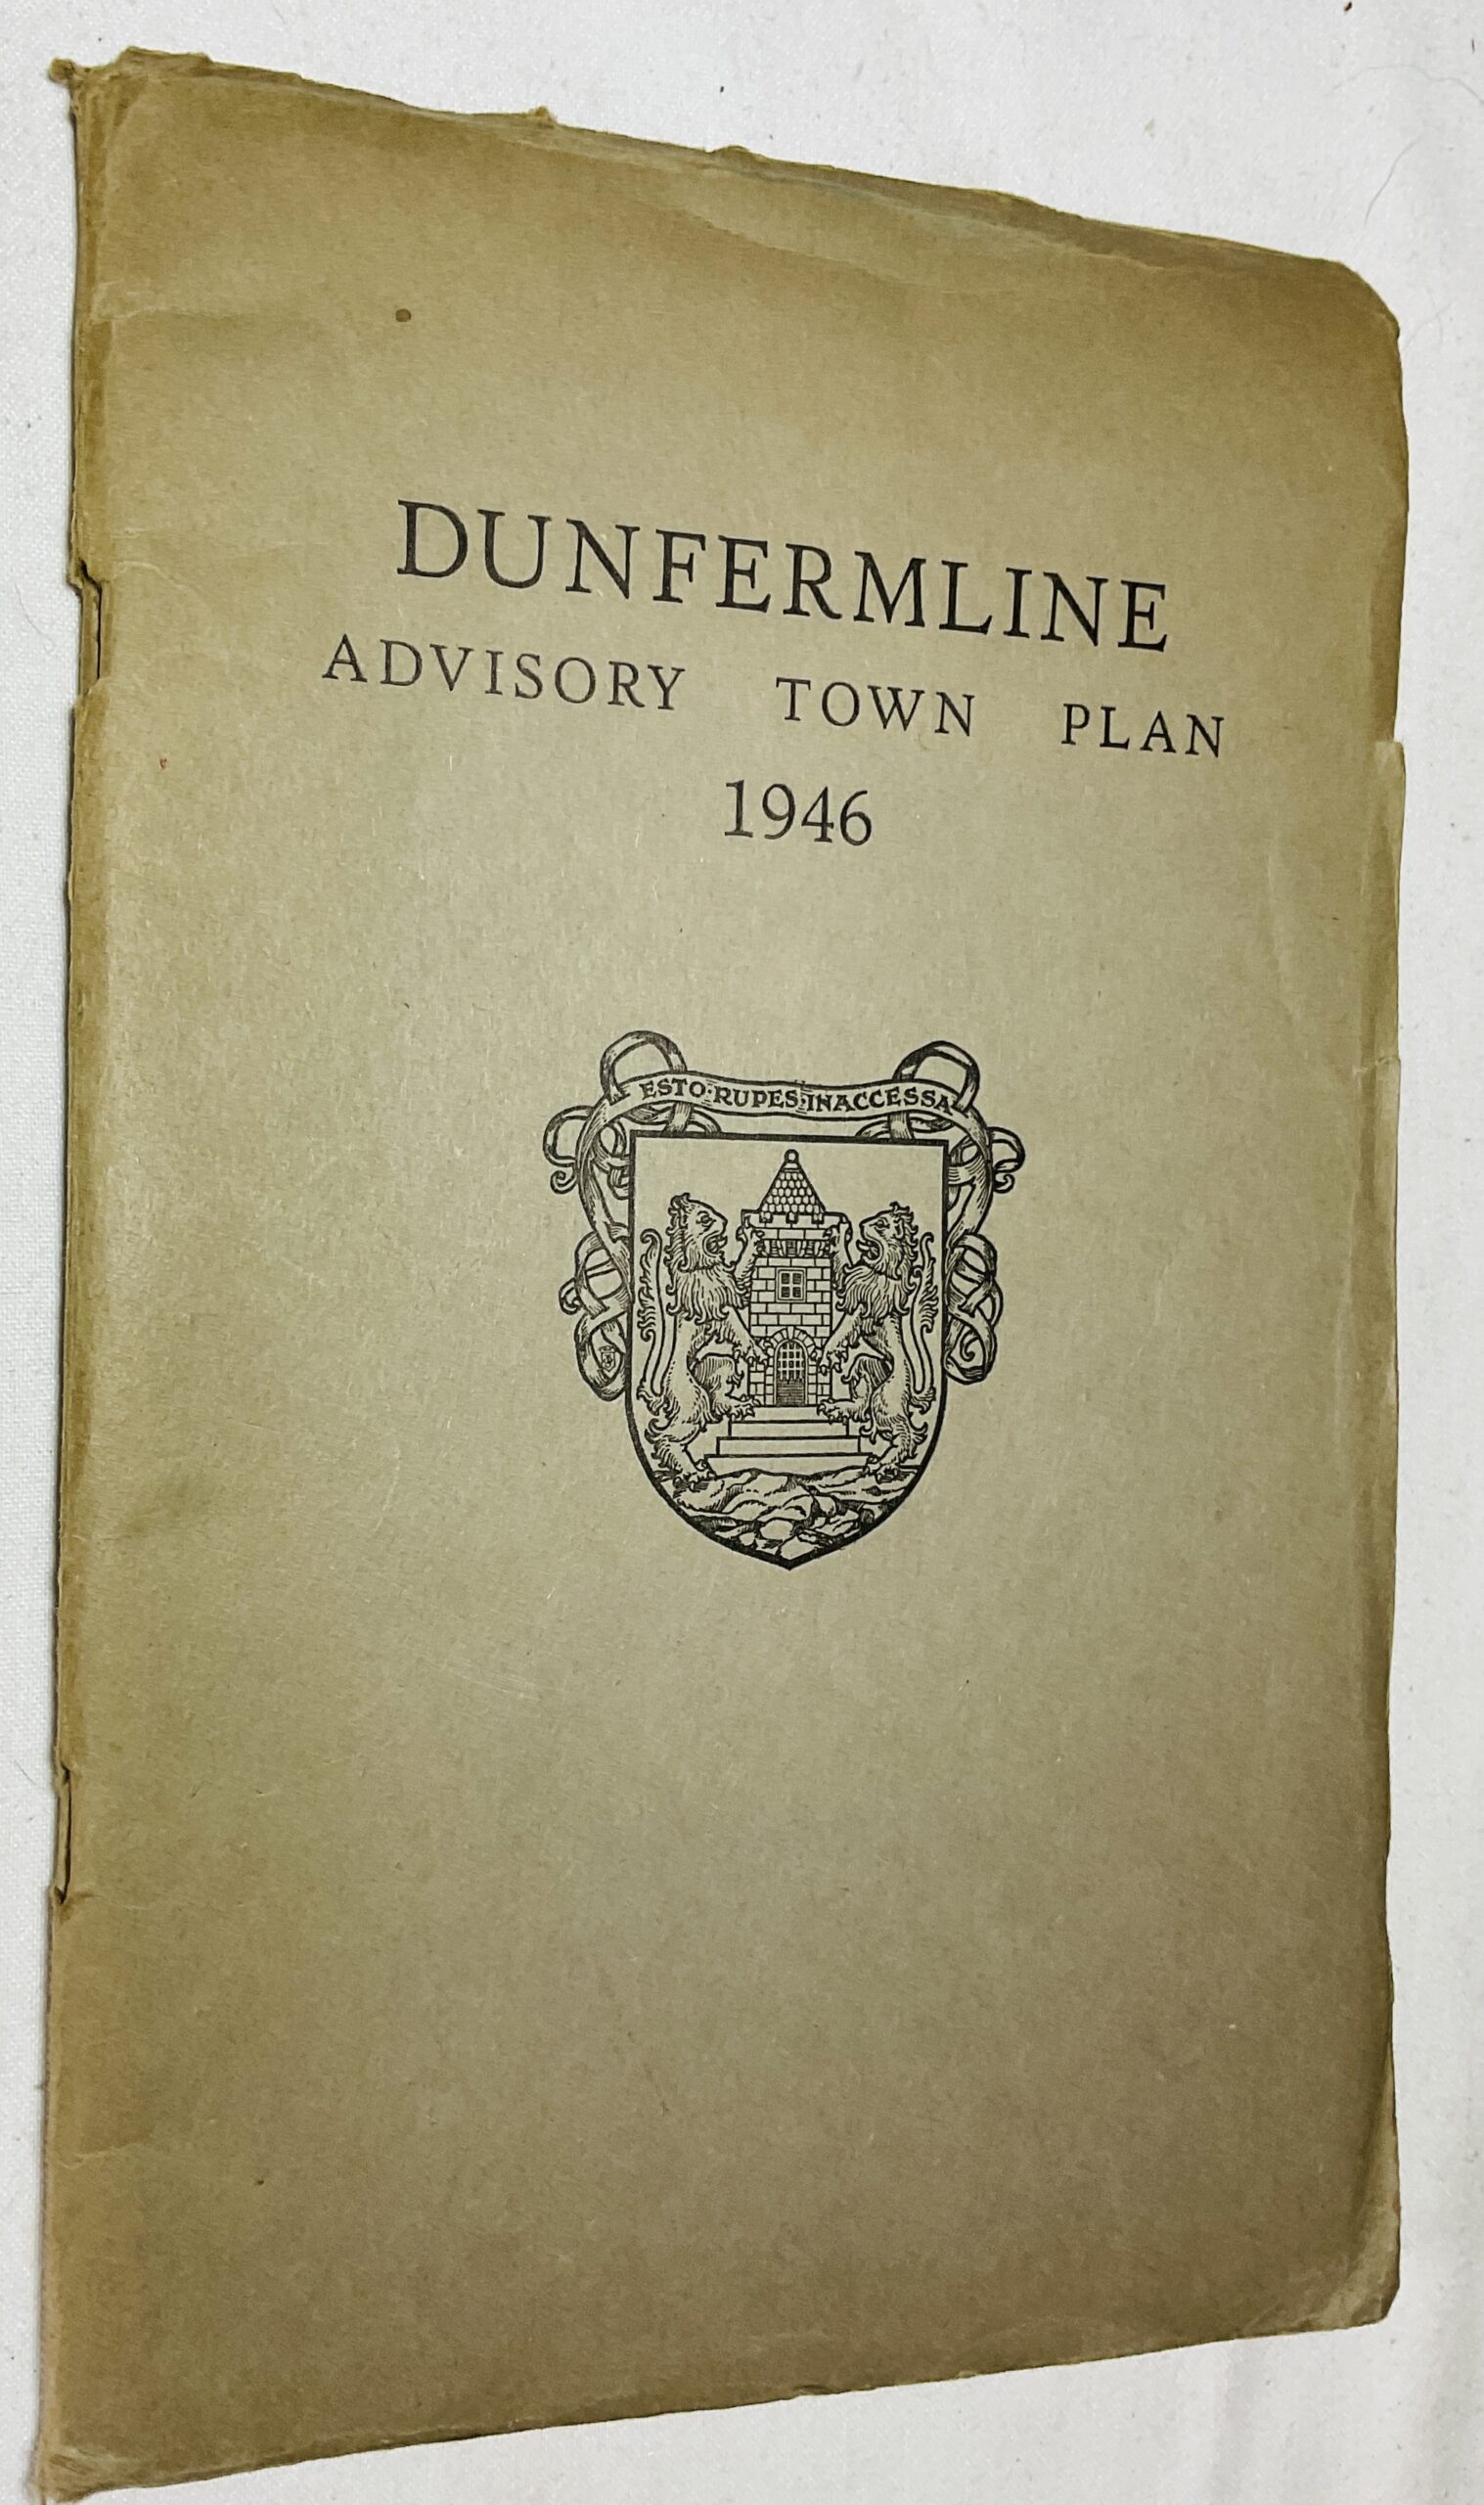 DUNFERMLINE
ADVISORY TOWN PLAN
1946
ESTO·RUPES·INACCESSA